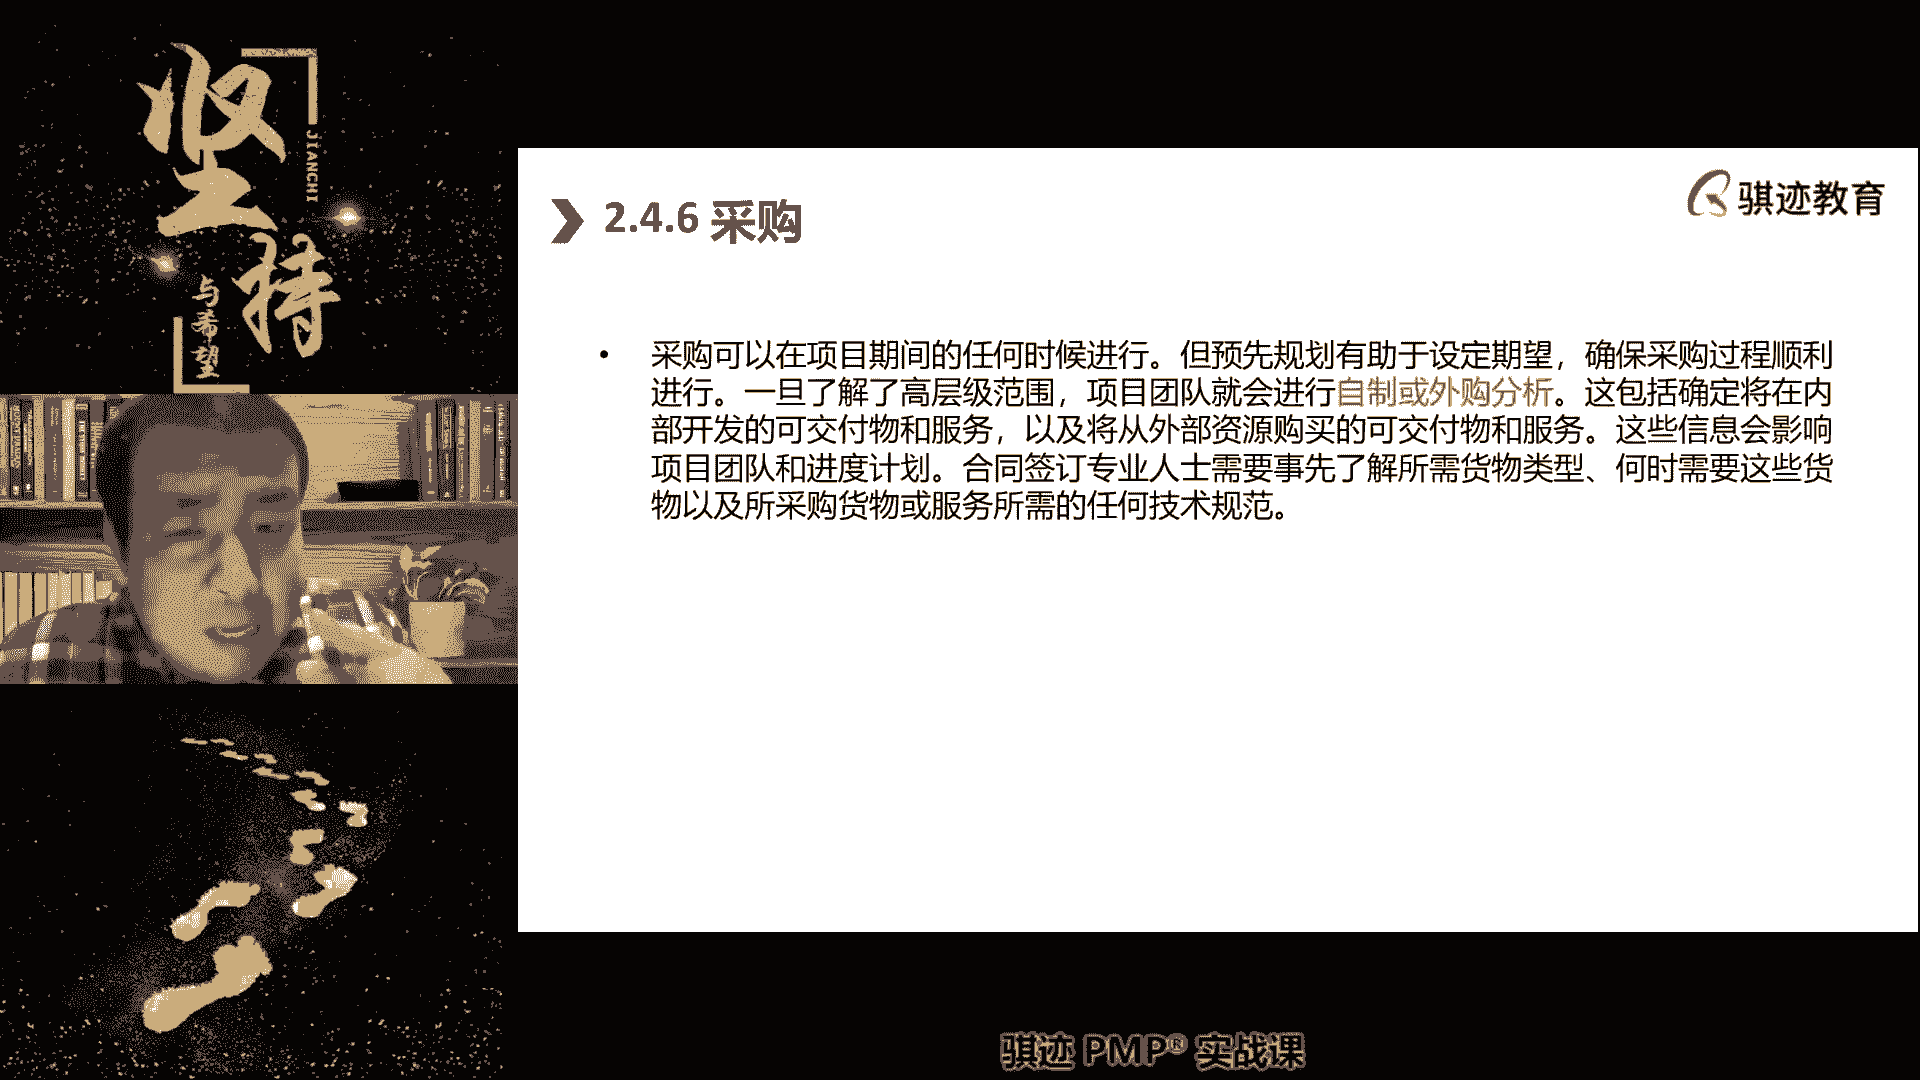 坚持
JIANCHI
与希望
2.4.6 采购
骐迹教育
• 采购可以在项目期间的任何时候进行。但预先规划有助于设定期望，确保采购过程顺利
进行。一旦了解了高层级范围，项目团队就会进行自制或外购分析。这包括确定将在内
部开发的可交付物和服务，以及将从外部资源购买的可交付物和服务。这些信息会影响
项目团队和进度计划。合同签订专业人士需要事先了解所需货物类型、何时需要这些货
物以及所采购货物或服务所需的任何技术规范。
骐迹 PMP® 实战课